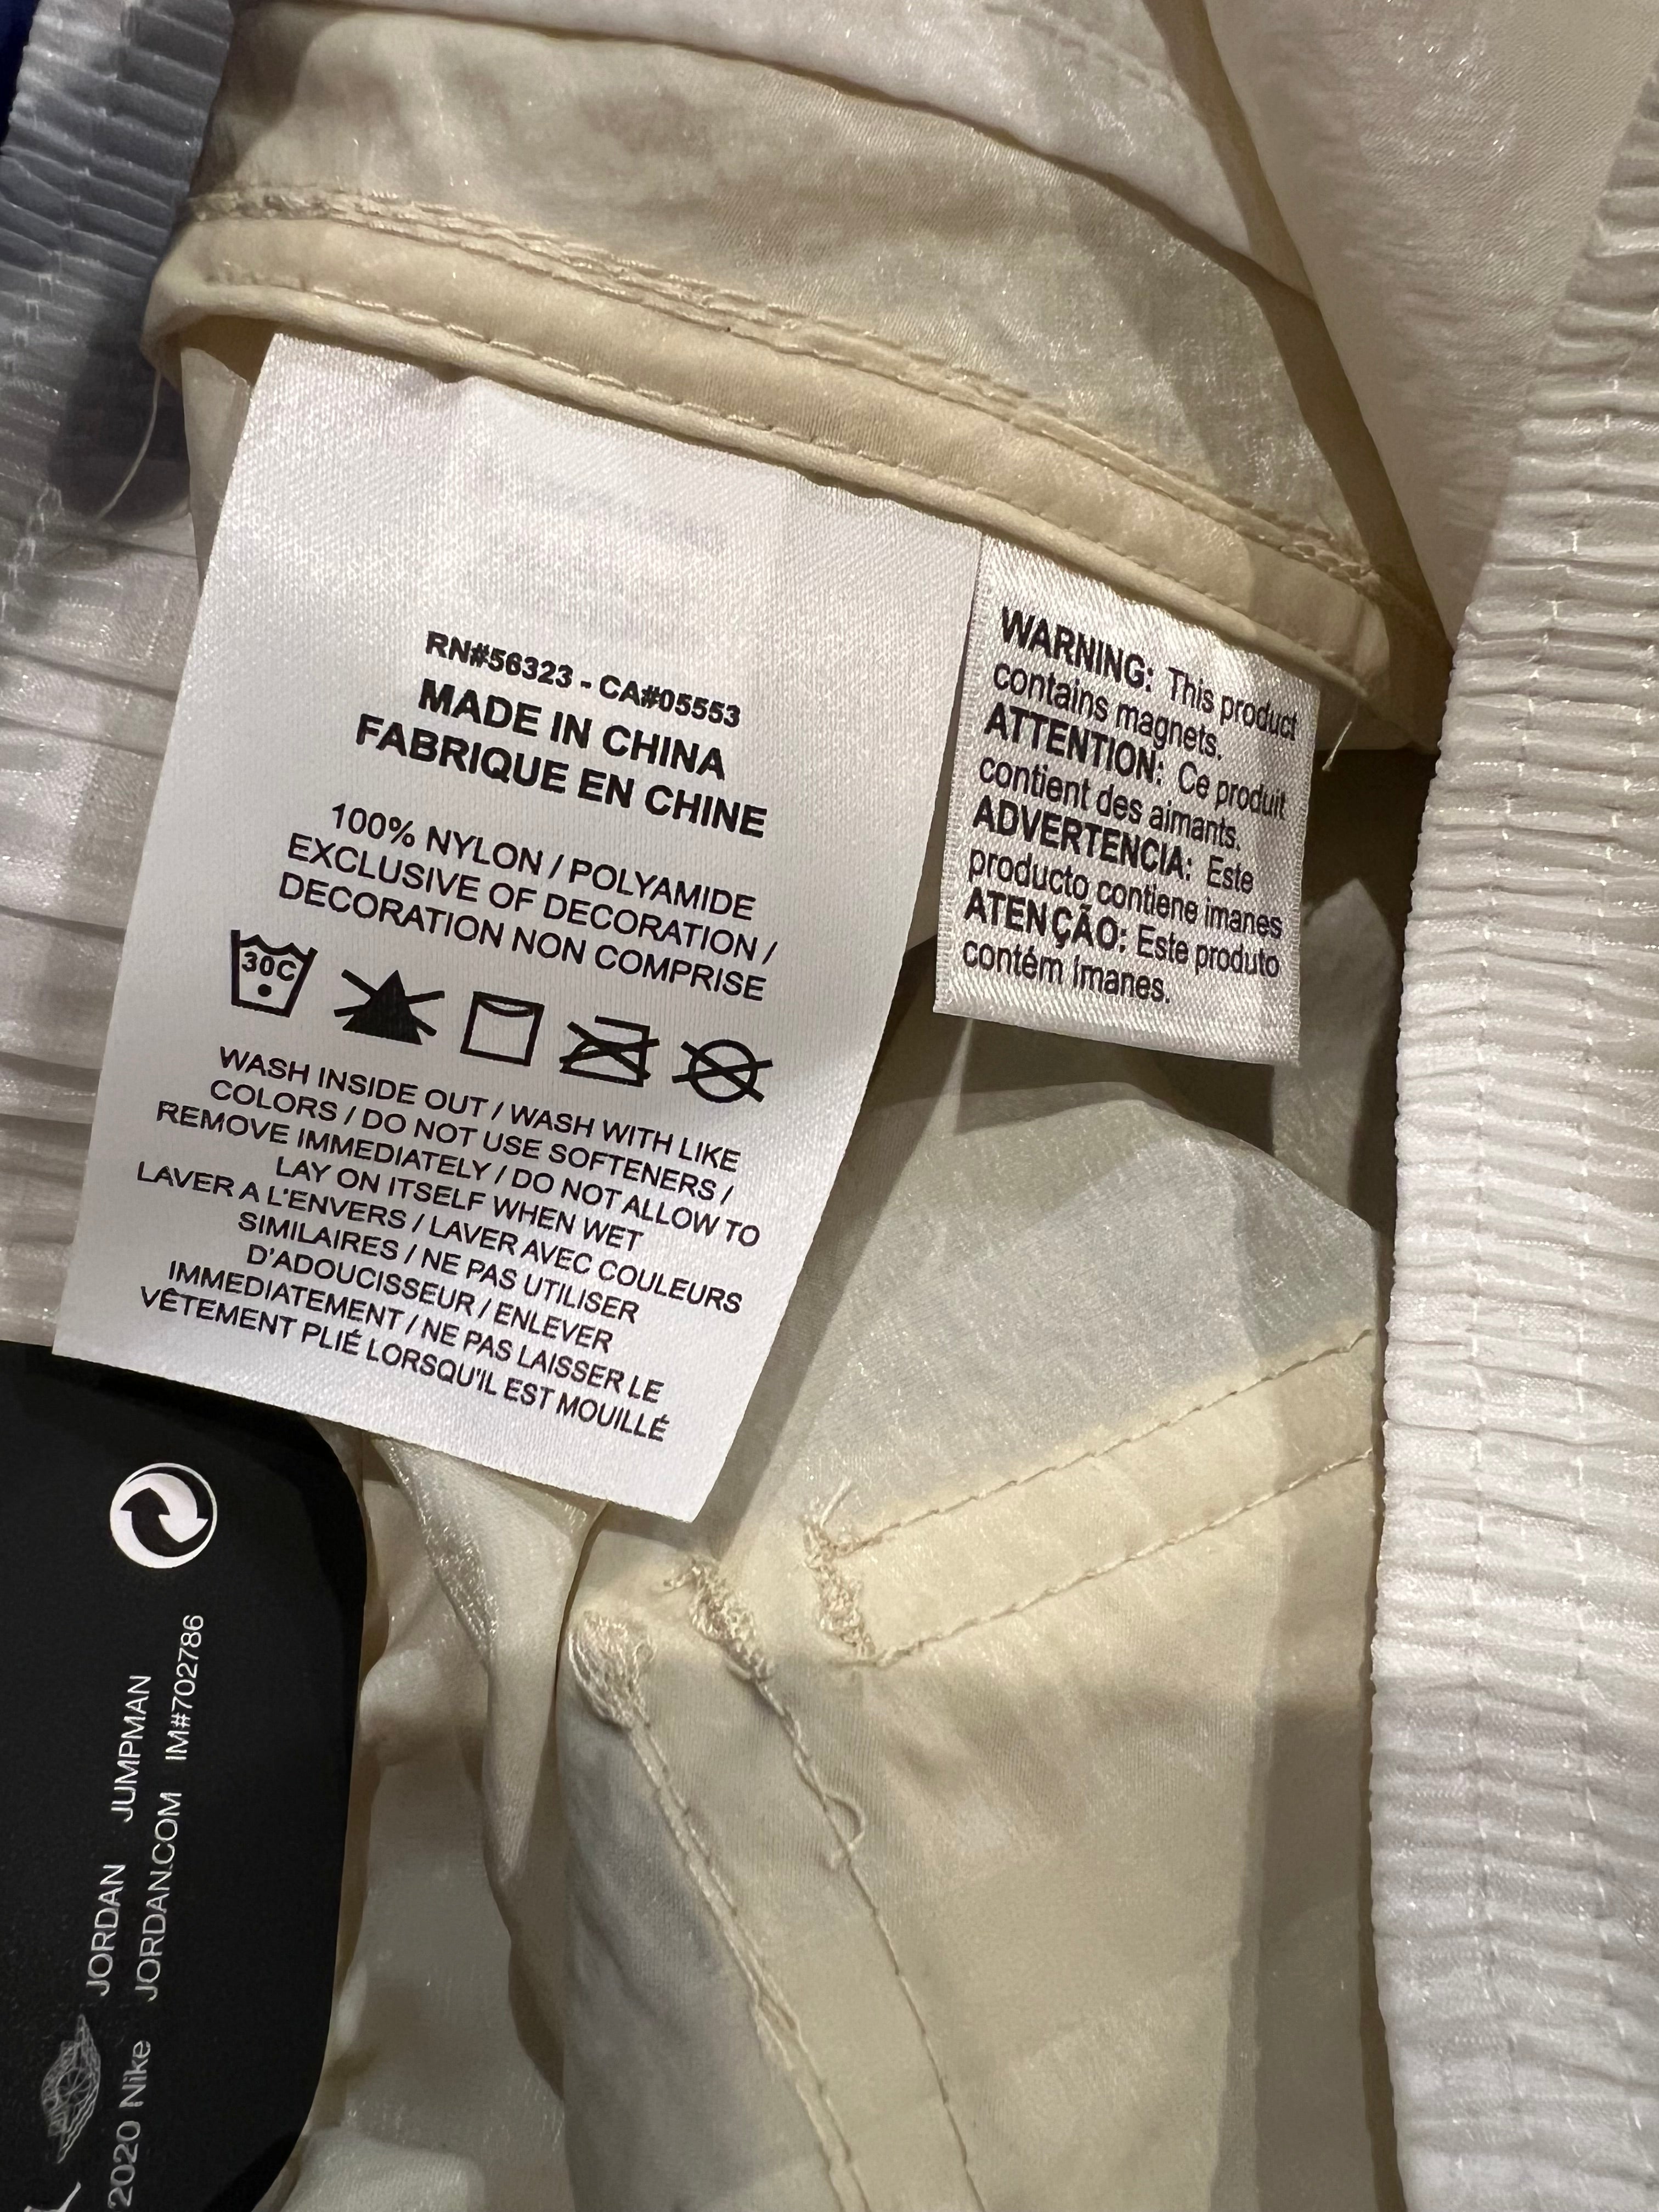 RN#56323 - CA#05553
MADE IN CHINA
FABRIQUE EN CHINE
100% NYLON / POLYAMIDE
EXCLUSIVE OF DECORATION /
DECORATION NON COMPRISE
30C
WASH INSIDE OUT / WASH WITH LIKE
COLORS / DO NOT USE SOFTENERS /
REMOVE IMMEDIATELY / DO NOT ALLOW TO
LAY ON ITSELF WHEN WET
LAVER A L'ENVERS / LAVER AVEC COULEURS
SIMILAIRES / NE PAS UTILISER
D'ADOUCISSEUR / ENLEVER
IMMEDIATEMENT / NE PAS LAISSER LE
VÊTEMENT PLIÉ LORSQU'IL EST MOUILLÉ
WARNING: This product
contains magnets.
ATTENTION: Ce produit
contient des aimants.
ADVERTENCIA: Este
producto contiene imanes
ATENÇÃO: Este produto
contém ímanes.
JORDAN JUMPMAN
2020 Nike JORDAN.COM IM#702786